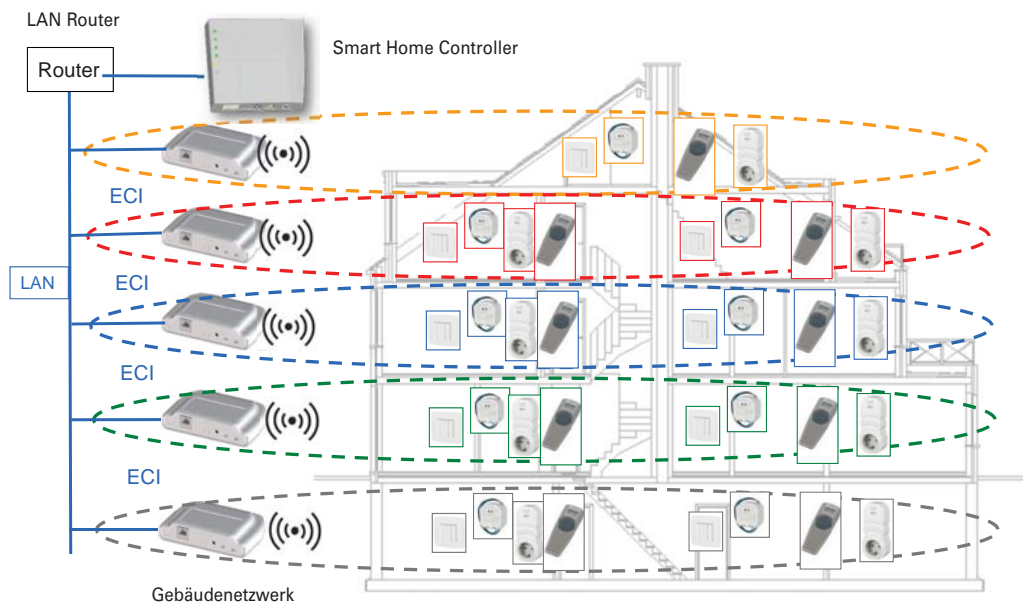 LAN Router
Smart Home Controller
Router
ECI
ECI
LAN
ECI
ECI
Gebäudenetzwerk